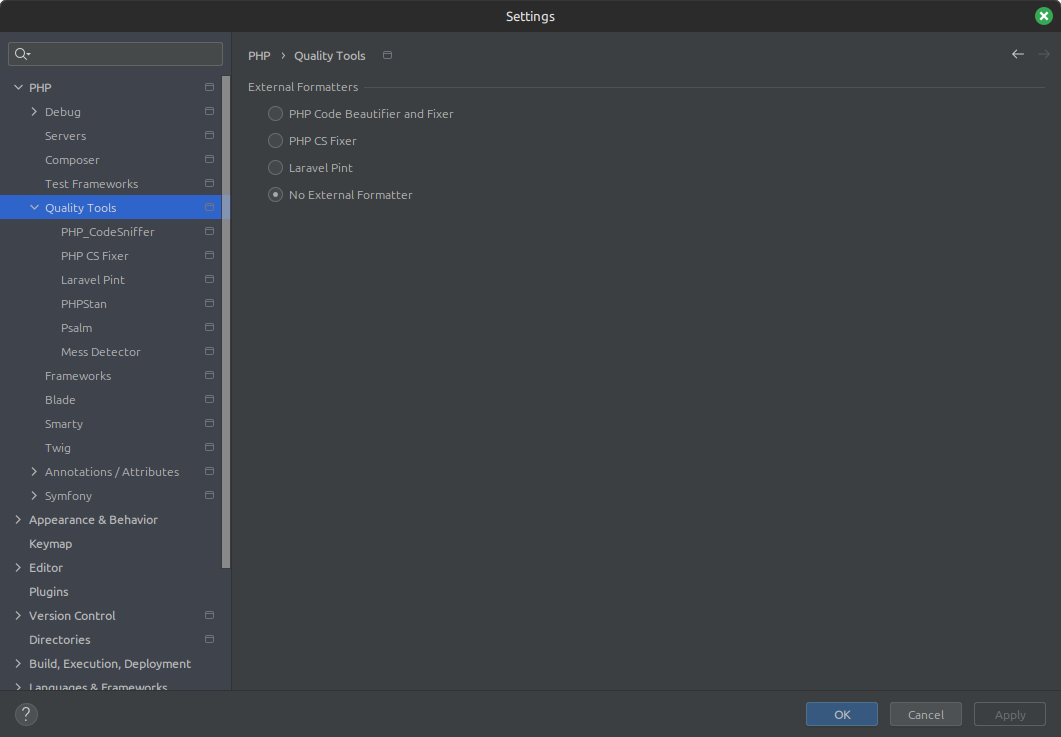 Settings
PHP
Debug
Servers
Composer
Test Frameworks
Quality Tools
PHP_CodeSniffer
PHP CS Fixer
Laravel Pint
PHPStan
Psalm
Mess Detector
Frameworks
Blade
Smarty
Twig
Annotations / Attributes
Symfony
Appearance & Behavior
Keymap
Editor
Plugins
Version Control
Directories
Build, Execution, Deployment
Languages & Frameworks
PHP › Quality Tools
External Formatters
PHP Code Beautifier and Fixer
PHP CS Fixer
Laravel Pint
No External Formatter
?
OK
Cancel
Apply